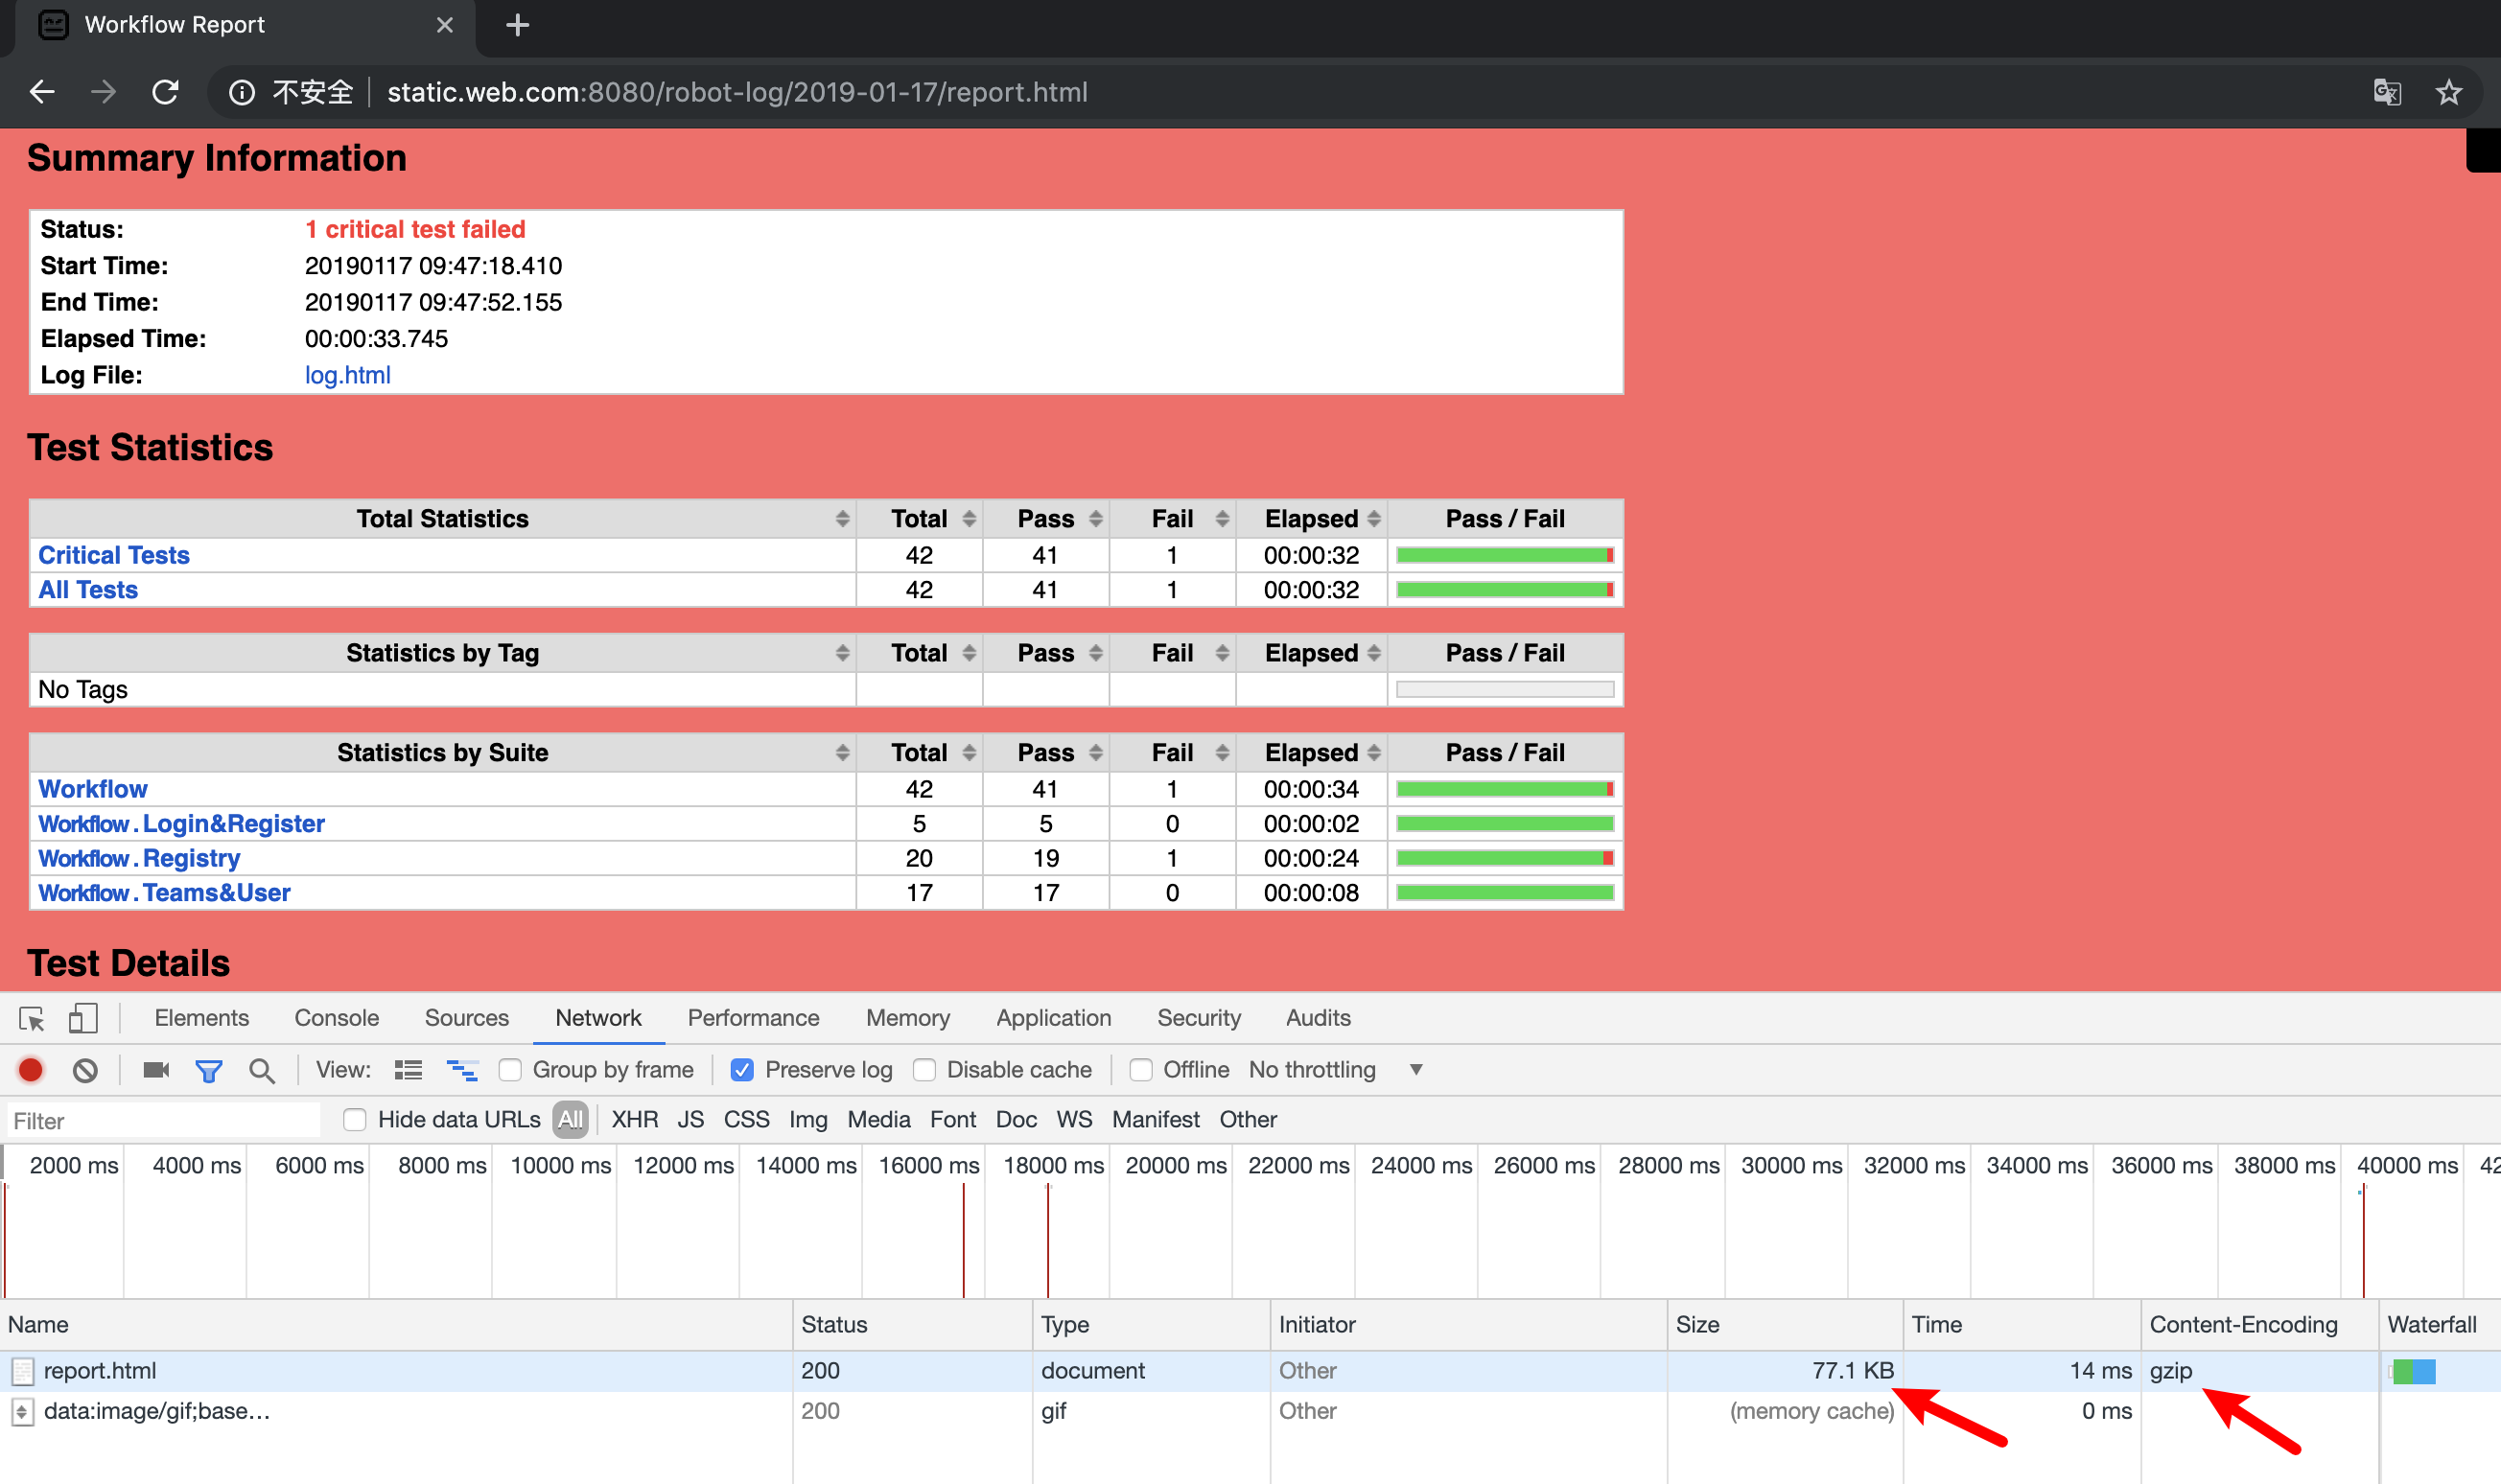 Workflow Report
不安全 static.web.com:8080/robot-log/2019-01-17/report.html
Summary Information
Status: 1 critical test failed
Start Time: 20190117 09:47:18.410
End Time: 20190117 09:47:52.155
Elapsed Time: 00:00:33.745
Log File: log.html
Test Statistics
Total Statistics Total Pass Fail Elapsed Pass / Fail
Critical Tests 42 41 1 00:00:32
All Tests 42 41 1 00:00:32
Statistics by Tag Total Pass Fail Elapsed Pass / Fail
No Tags
Statistics by Suite Total Pass Fail Elapsed Pass / Fail
Workflow 42 41 1 00:00:34
Workflow . Login&Register 5 5 0 00:00:02
Workflow . Registry 20 19 1 00:00:24
Workflow . Teams&User 17 17 0 00:00:08
Test Details
Elements Console Sources Network Performance Memory Application Security Audits
View: Group by frame Preserve log Disable cache Offline No throttling
Filter Hide data URLs All XHR JS CSS Img Media Font Doc WS Manifest Other
2000 ms 4000 ms 6000 ms 8000 ms 10000 ms 12000 ms 14000 ms 16000 ms 18000 ms 20000 ms 22000 ms 24000 ms 26000 ms 28000 ms 30000 ms 32000 ms 34000 ms 36000 ms 38000 ms 40000 ms 42
Name Status Type Initiator Size Time Content-Encoding Waterfall
report.html 200 document Other 77.1 KB 14 ms gzip
data:image/gif;base… 200 gif Other (memory cache) 0 ms